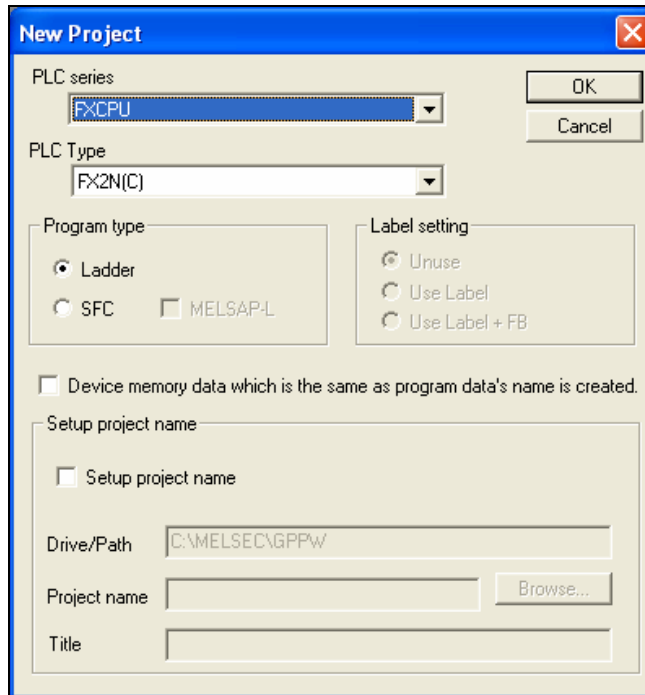 New Project
PLC series
FXCPU
OK
Cancel
PLC Type
FX2N(C)
Program type
Ladder
SFC
MELSAP-L
Label setting
Unuse
Use Label
Use Label + FB
Device memory data which is the same as program data's name is created.
Setup project name
Setup project name
Drive/Path
C:\MELSEC\GPPW
Project name
Browse...
Title